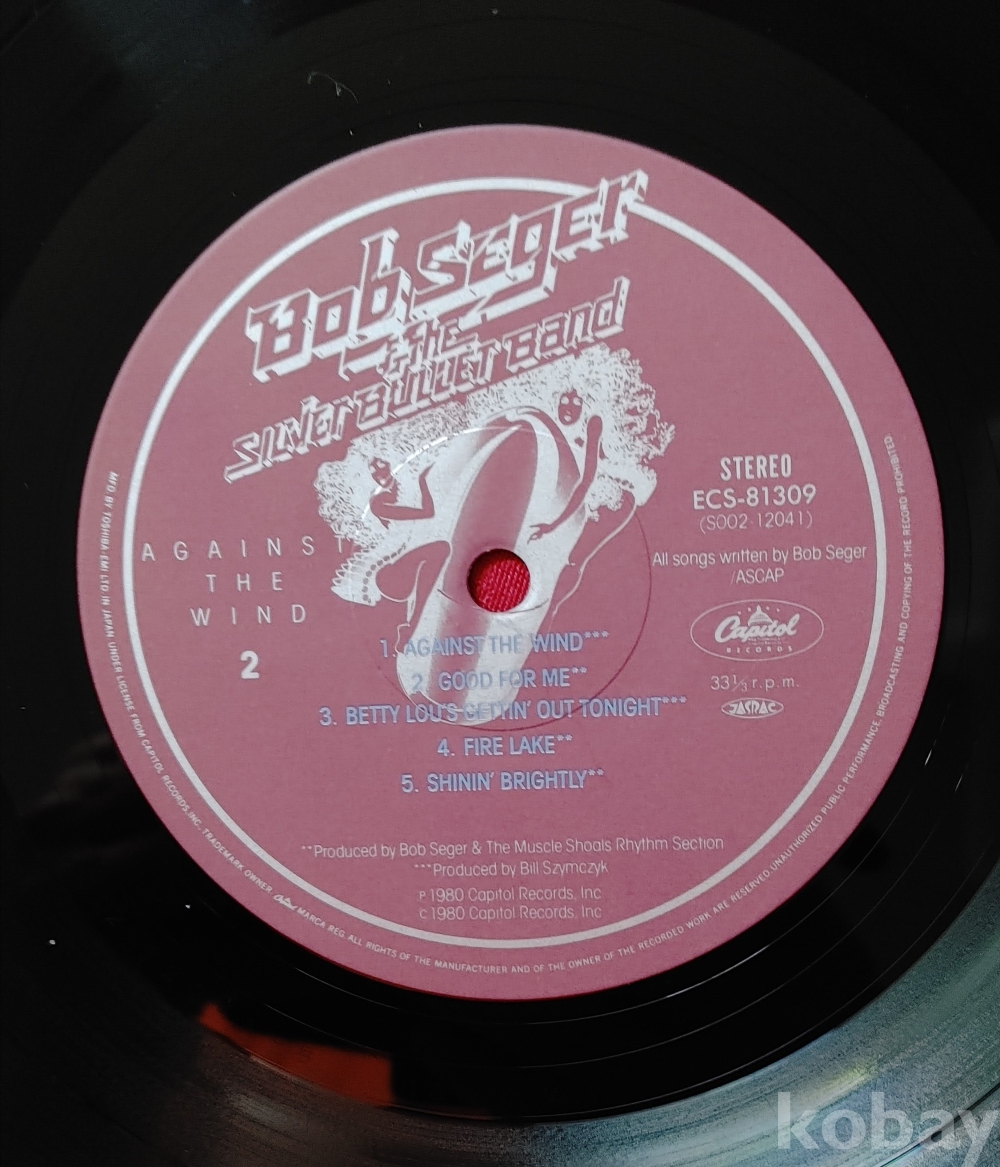 Bob Seger
& the
SILVER BULLET BAND
AGAINST
THE
WIND
2
STEREO
ECS-81309
(S002·12041)
All songs written by Bob Seger
/ASCAP
Capitol
RECORDS
33⅓ r.p.m.
JASRAC
1. AGAINST THE WIND***
2. GOOD FOR ME**
3. BETTY LOU'S GETTIN' OUT TONIGHT***
4. FIRE LAKE**
5. SHININ' BRIGHTLY**
**Produced by Bob Seger & The Muscle Shoals Rhythm Section
***Produced by Bill Szymczyk
℗ 1980 Capitol Records, Inc
© 1980 Capitol Records, Inc
MFD BY TOSHIBA EMI LTD. IN JAPAN UNDER LICENSE FROM CAPITOL RECORDS, INC., TRADEMARK OWNER Capitol MARCA REG. ALL RIGHTS OF THE MANUFACTURER AND OF THE OWNER OF THE RECORDED WORK ARE RESERVED. UNAUTHORIZED PUBLIC PERFORMANCE, BROADCASTING AND COPYING OF THE RECORD PROHIBITED.
kobay